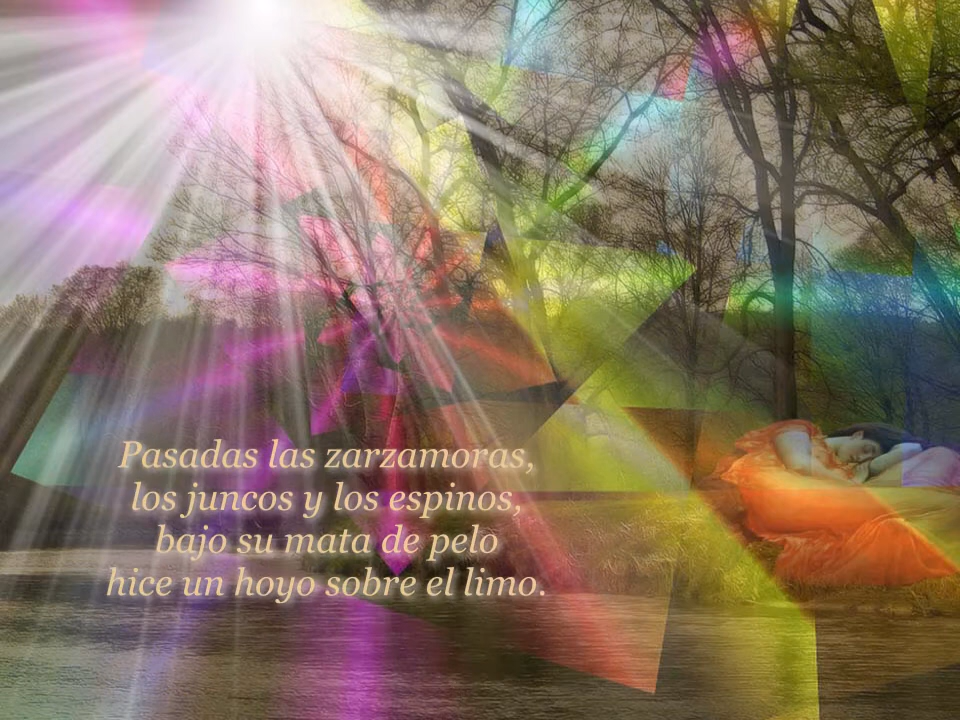 Pasadas las zarzamoras,
los juncos y los espinos,
bajo su mata de pelo
hice un hoyo sobre el limo.